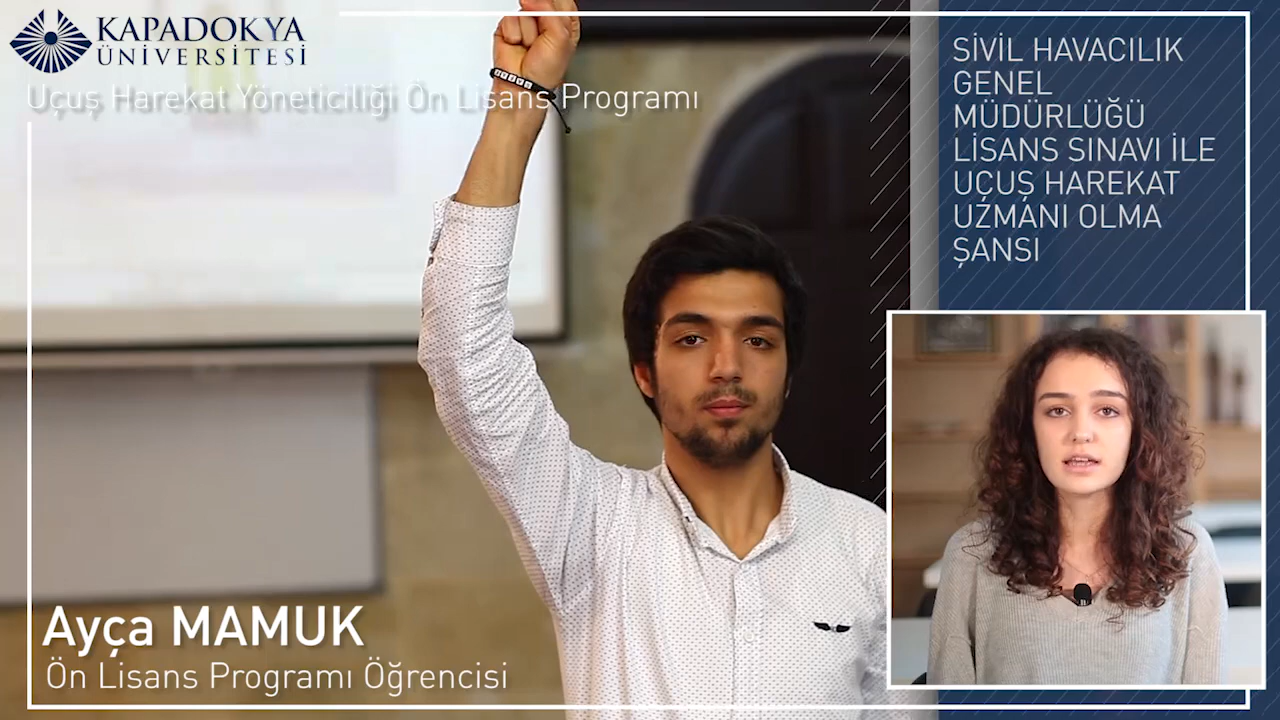 KAPADOKYA
ÜNİVERSİTESİ
Uçuş Harekat Yöneticiliği Ön Lisans Programı
SİVİL HAVACILIK
GENEL
MÜDÜRLÜĞÜ
LİSANS SINAVI İLE
UÇUŞ HAREKAT
UZMANI OLMA
ŞANSI
Ayça MAMUK
Ön Lisans Programı Öğrencisi